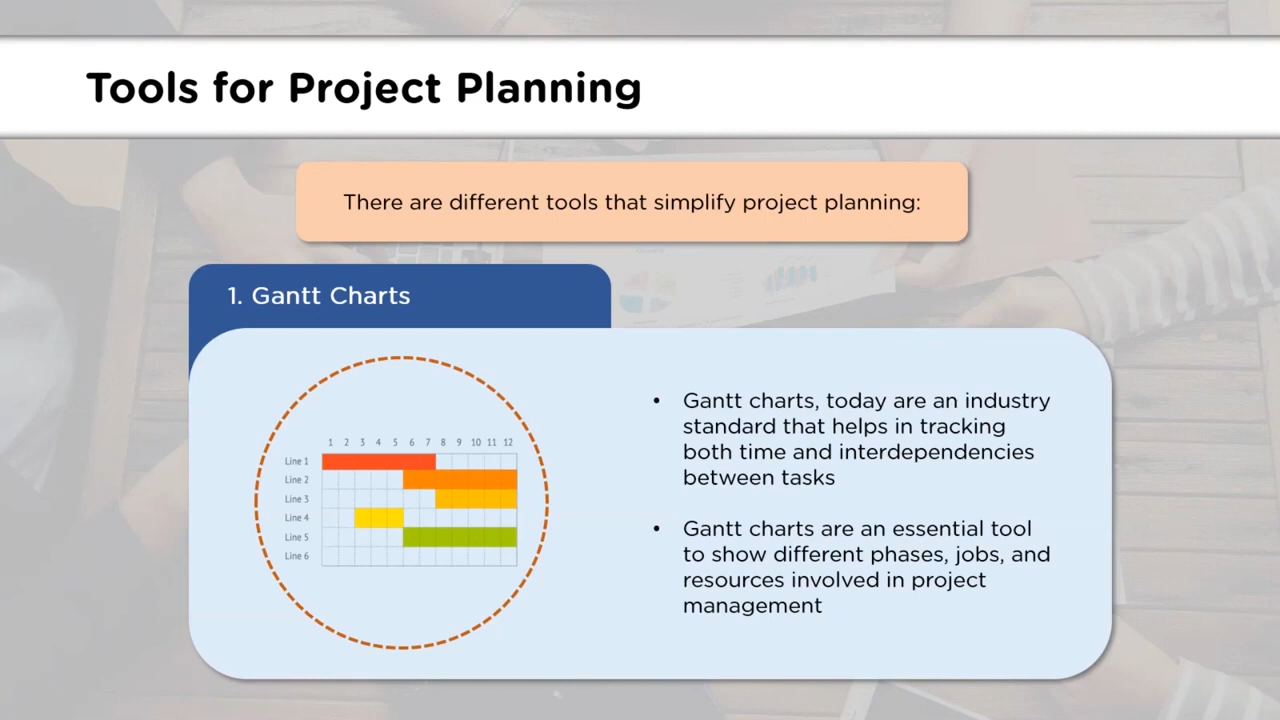 Tools for Project Planning
There are different tools that simplify project planning:
1. Gantt Charts
1 2 3 4 5 6 7 8 9 10 11 12
Line 1
Line 2
Line 3
Line 4
Line 5
Line 6
• Gantt charts, today are an industry
standard that helps in tracking
both time and interdependencies
between tasks
• Gantt charts are an essential tool
to show different phases, jobs, and
resources involved in project
management